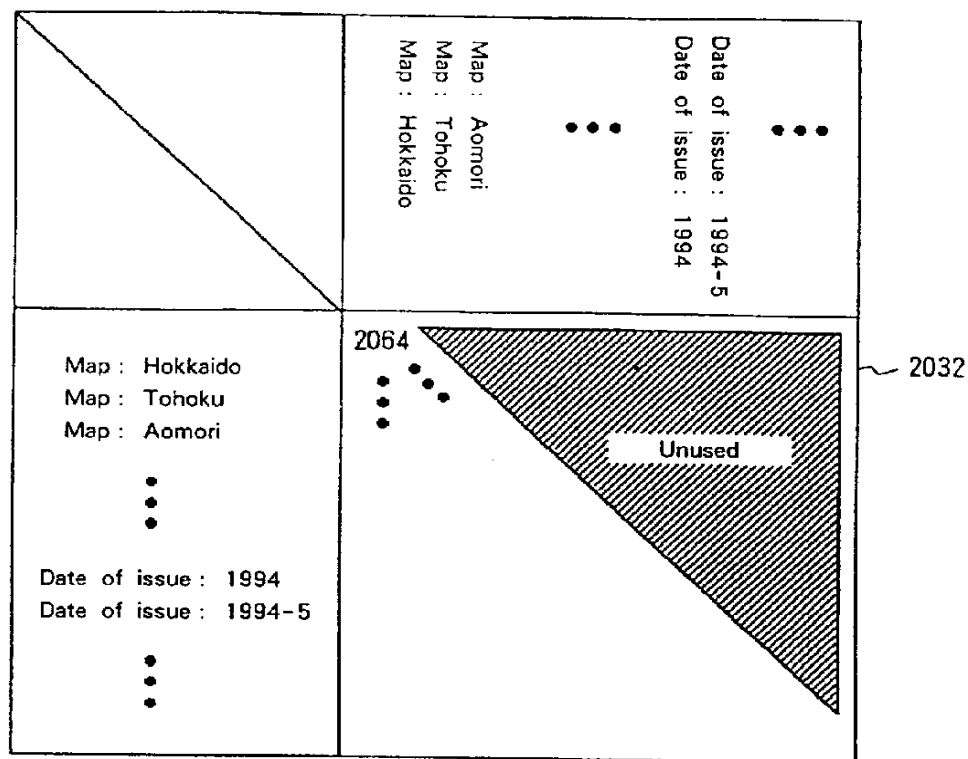 Map : Hokkaido
Map : Tohoku
Map : Aomori
Date of issue : 1994
Date of issue : 1994-5
2064
2032
Map : Hokkaido
Map : Tohoku
Map : Aomori
Unused
Date of issue : 1994
Date of issue : 1994-5